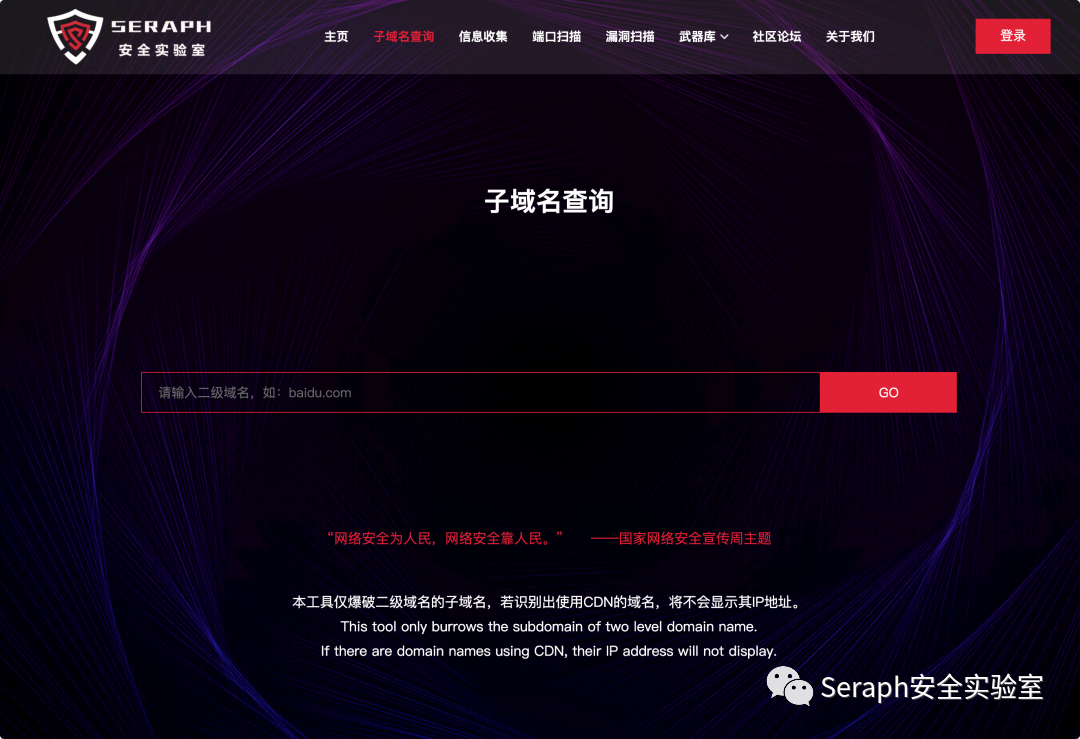 SERAPH
安全实验室
主页 子域名查询 信息收集 端口扫描 漏洞扫描 武器库 社区论坛 关于我们 登录
子域名查询
请输入二级域名，如：baidu.com GO
“网络安全为人民，网络安全靠人民。” ——国家网络安全宣传周主题
本工具仅爆破二级域名的子域名，若识别出使用CDN的域名，将不会显示其IP地址。
This tool only burrows the subdomain of two level domain name.
If there are domain names using CDN, their IP address will not display.
Seraph安全实验室